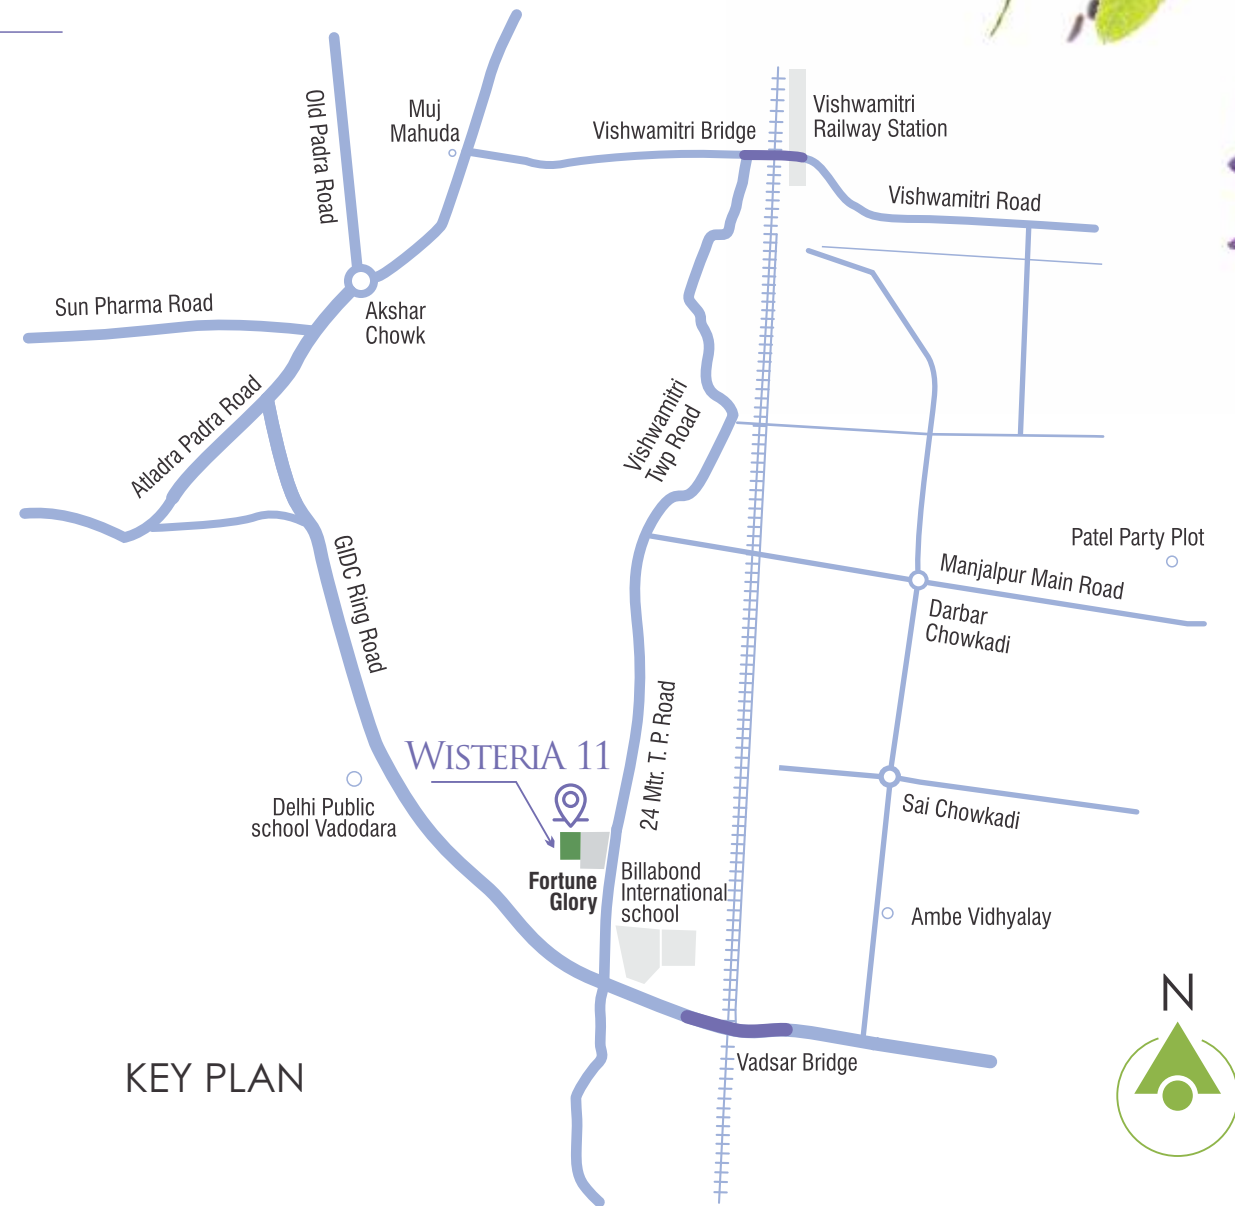 Old Padra Road
Muj
Mahuda
Vishwamitri Bridge
Vishwamitri
Railway Station
Vishwamitri Road
Sun Pharma Road
Akshar
Chowk
Atladra Padra Road
Vishwamitri
Twp Road
GIDC Ring Road
Patel Party Plot
Manjalpur Main Road
Darbar
Chowkadi
24 Mtr. T. P. Road
WISTERIA 11
Delhi Public
school Vadodara
Sai Chowkadi
Fortune
Glory
Billabond
International
school
Ambe Vidhyalay
N
Vadsar Bridge
KEY PLAN